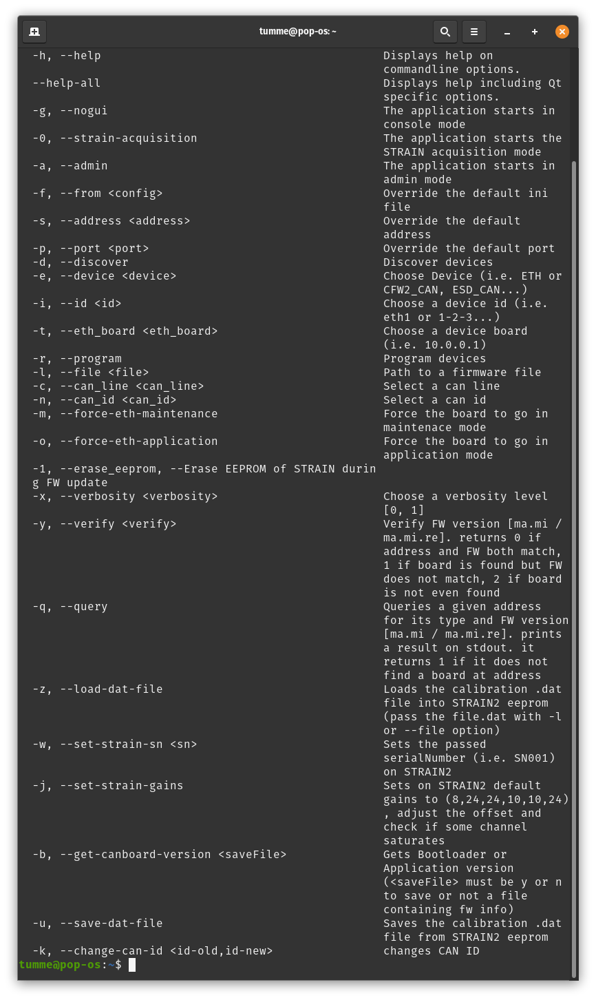 tumme@pop-os: ~
-h, --help Displays help on
commandline options.
--help-all Displays help including Qt
specific options.
-g, --nogui The application starts in
console mode
-0, --strain-acquisition The application starts the
STRAIN acquisition mode
-a, --admin The application starts in
admin mode
-f, --from <config> Override the default ini
file
-s, --address <address> Override the default
address
-p, --port <port> Override the default port
-d, --discover Discover devices
-e, --device <device> Choose Device (i.e. ETH or
CFW2_CAN, ESD_CAN...)
-i, --id <id> Choose a device id (i.e.
eth1 or 1-2-3...)
-t, --eth_board <eth_board> Choose a device board
(i.e. 10.0.0.1)
-r, --program Program devices
-l, --file <file> Path to a firmware file
-c, --can_line <can_line> Select a can line
-n, --can_id <can_id> Select a can id
-m, --force-eth-maintenance Force the board to go in
maintenace mode
-o, --force-eth-application Force the board to go in
application mode
-1, --erase_eeprom, --Erase EEPROM of STRAIN durin
g FW update
-x, --verbosity <verbosity> Choose a verbosity level
[0, 1]
-y, --verify <verify> Verify FW version [ma.mi /
ma.mi.re]. returns 0 if
address and FW both match,
1 if board is found but FW
does not match, 2 if board
is not even found
-q, --query Queries a given address
for its type and FW version
[ma.mi / ma.mi.re]. prints
a result on stdout. it
returns 1 if it does not
find a board at address
-z, --load-dat-file Loads the calibration .dat
file into STRAIN2 eeprom
(pass the file.dat with -l
or --file option)
-w, --set-strain-sn <sn> Sets the passed
serialNumber (i.e. SN001)
on STRAIN2
-j, --set-strain-gains Sets on STRAIN2 default
gains to (8,24,24,10,10,24)
, adjust the offset and
check if some channel
saturates
-b, --get-canboard-version <saveFile> Gets Bootloader or
Application version
(<saveFile> must be y or n
to save or not a file
containing fw info)
-u, --save-dat-file Saves the calibration .dat
file from STRAIN2 eeprom
-k, --change-can-id <id-old,id-new> changes CAN ID
tumme@pop-os:~$